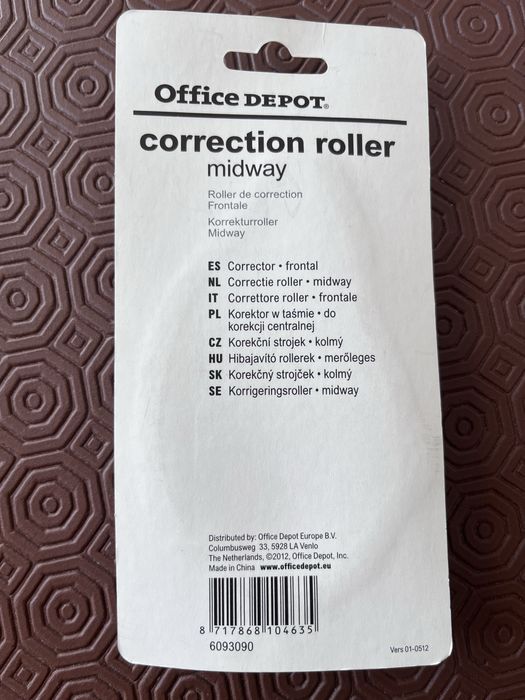 Office DEPOT®
correction roller
midway
Roller de correction
Frontale
Korrekturroller
Midway
ES Corrector • frontal
NL Correctie roller • midway
IT Correttore roller • frontale
PL Korektor w taśmie • do
korekcji centralnej
CZ Korekční strojek • kolmý
HU Hibajavító rollerek • merőleges
SK Korekčný strojček • kolmý
SE Korrigeringsroller • midway
Distributed by: Office Depot Europe B.V.
Columbusweg 33, 5928 LA Venlo
The Netherlands, ©2012, Office Depot, Inc.
Made in China www.officedepot.eu
8 717868 104635
6093090
Vers 01-0512